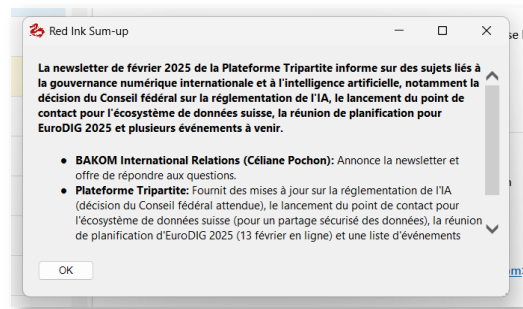 Red Ink Sum-up
La newsletter de février 2025 de la Plateforme Tripartite informe sur des sujets liés à
la gouvernance numérique internationale et à l'intelligence artificielle, notamment la
décision du Conseil fédéral sur la réglementation de l'IA, le lancement du point de
contact pour l'écosystème de données suisse, la réunion de planification pour
EuroDIG 2025 et plusieurs événements à venir.
● BAKOM International Relations (Céliane Pochon): Annonce la newsletter et
offre de répondre aux questions.
● Plateforme Tripartite: Fournit des mises à jour sur la réglementation de l'IA
(décision du Conseil fédéral attendue), le lancement du point de contact pour
l'écosystème de données suisse (pour un partage sécurisé des données), la réunion
de planification d'EuroDIG 2025 (13 février en ligne) et une liste d'événements
OK